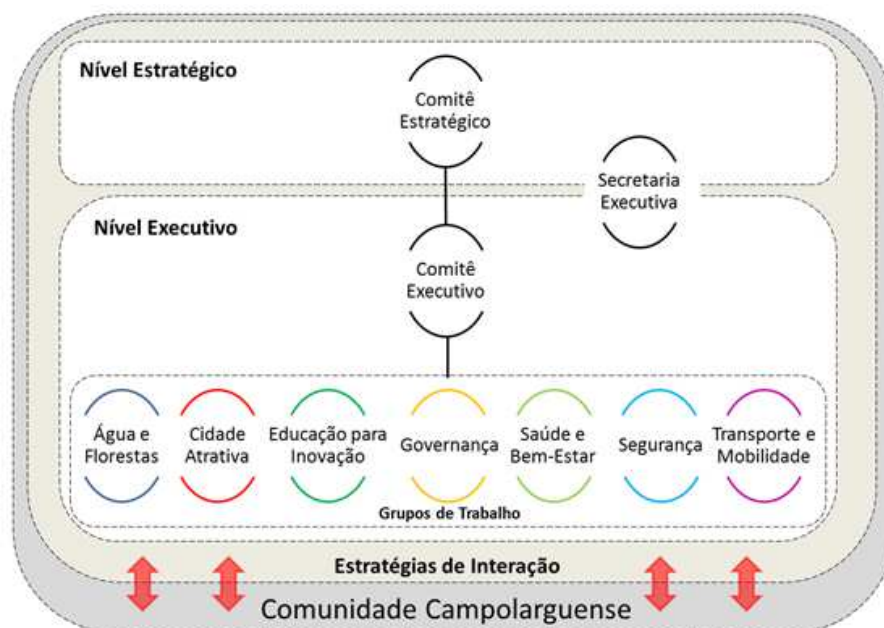 Nível Estratégico
Comitê
Estratégico
Secretaria
Executiva
Nível Executivo
Comitê
Executivo
Água e
Florestas
Cidade
Atrativa
Educação para
Inovação
Governança
Saúde e
Bem-Estar
Segurança
Transporte e
Mobilidade
Grupos de Trabalho
Estratégias de Interação
Comunidade Campolarguense